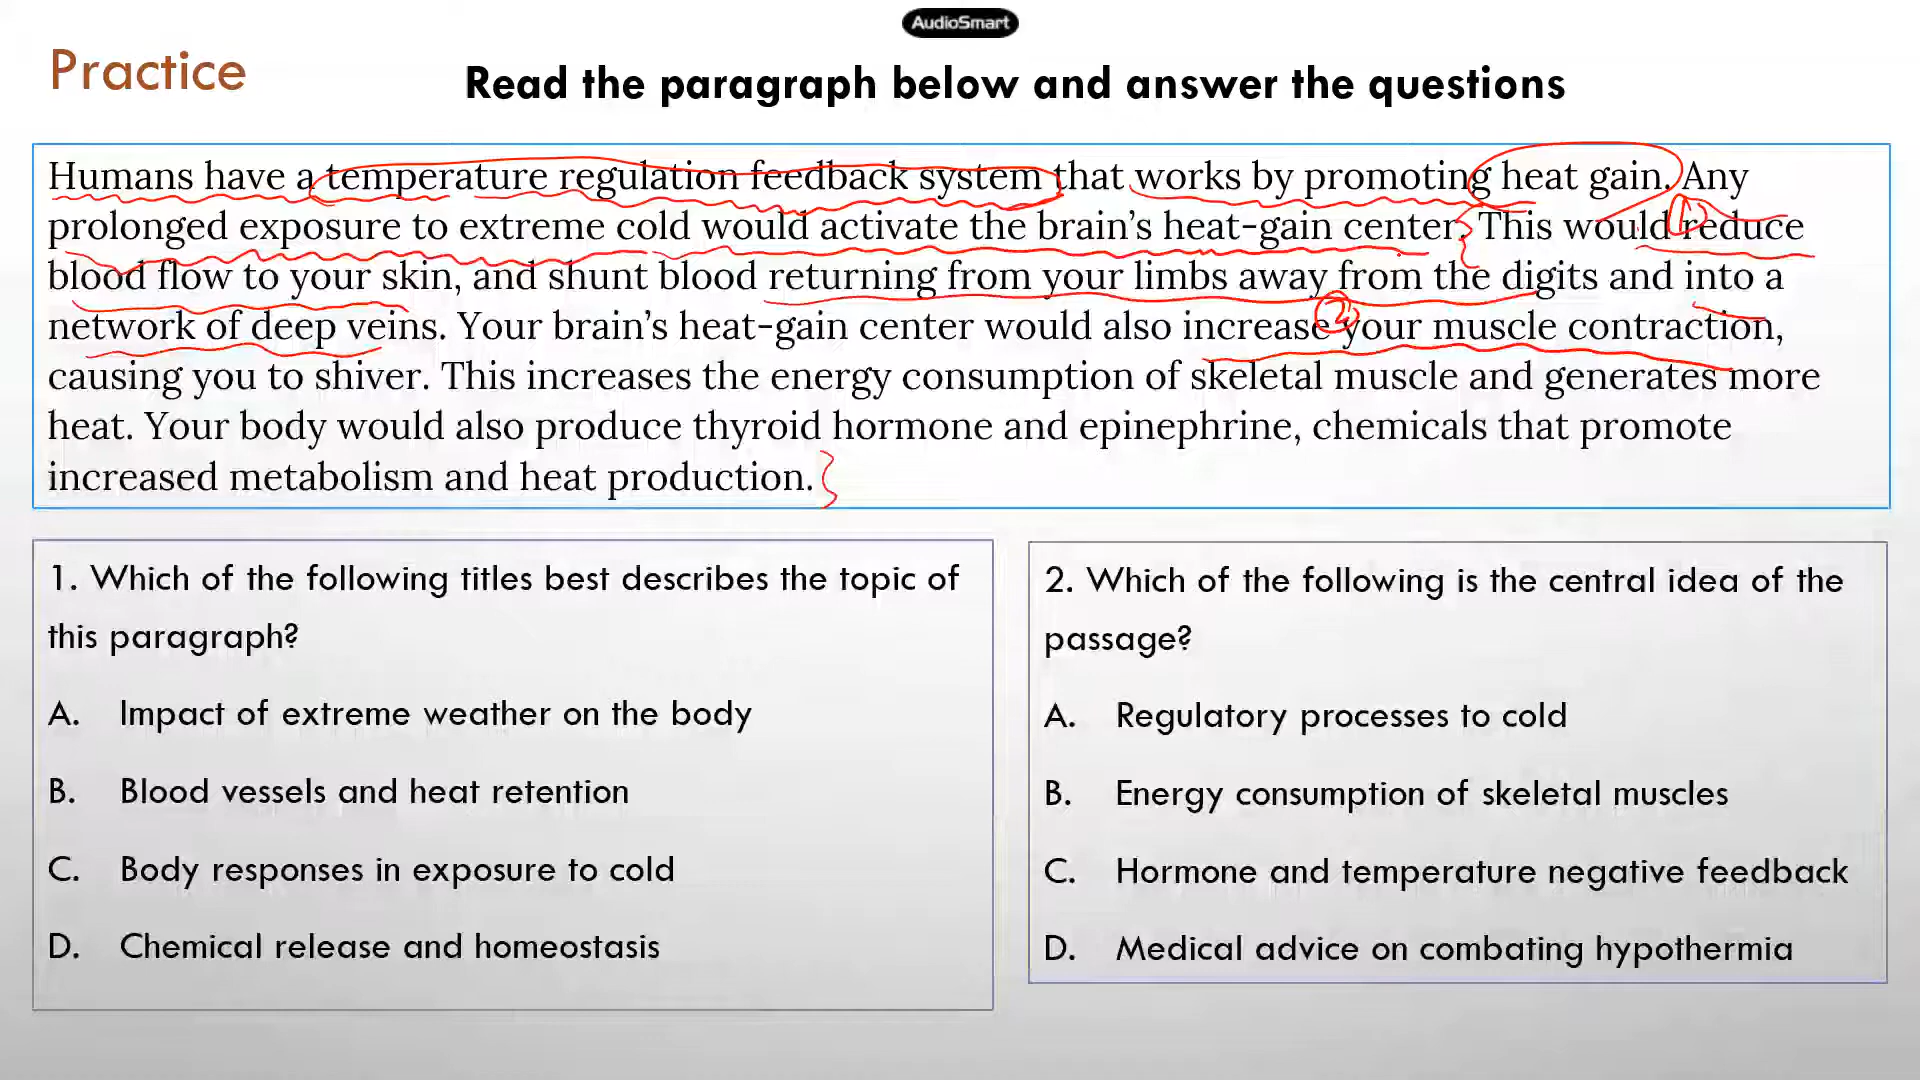 AudioSmart
Practice
Read the paragraph below and answer the questions
Humans have a temperature regulation feedback system that works by promoting heat gain. Any
prolonged exposure to extreme cold would activate the brain's heat-gain center. This would reduce
blood flow to your skin, and shunt blood returning from your limbs away from the digits and into a
network of deep veins. Your brain's heat-gain center would also increase your muscle contraction,
causing you to shiver. This increases the energy consumption of skeletal muscle and generates more
heat. Your body would also produce thyroid hormone and epinephrine, chemicals that promote
increased metabolism and heat production.
1
2
1. Which of the following titles best describes the topic of
this paragraph?
A. Impact of extreme weather on the body
B. Blood vessels and heat retention
C. Body responses in exposure to cold
D. Chemical release and homeostasis
2. Which of the following is the central idea of the
passage?
A. Regulatory processes to cold
B. Energy consumption of skeletal muscles
C. Hormone and temperature negative feedback
D. Medical advice on combating hypothermia